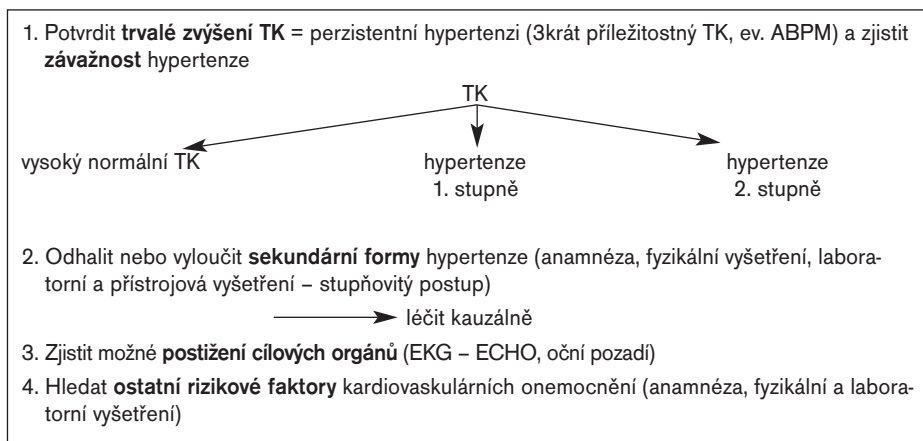 1. Potvrdit trvalé zvýšení TK = perzistentní hypertenzi (3krát příležitostný TK, ev. ABPM) a zjistit
závažnost hypertenze
TK
vysoký normální TK
hypertenze
1. stupně
hypertenze
2. stupně
2. Odhalit nebo vyloučit sekundární formy hypertenze (anamnéza, fyzikální vyšetření, labora-
torní a přístrojová vyšetření – stupňovitý postup)
léčit kauzálně
3. Zjistit možné postižení cílových orgánů (EKG – ECHO, oční pozadí)
4. Hledat ostatní rizikové faktory kardiovaskulárních onemocnění (anamnéza, fyzikální a labora-
torní vyšetření)